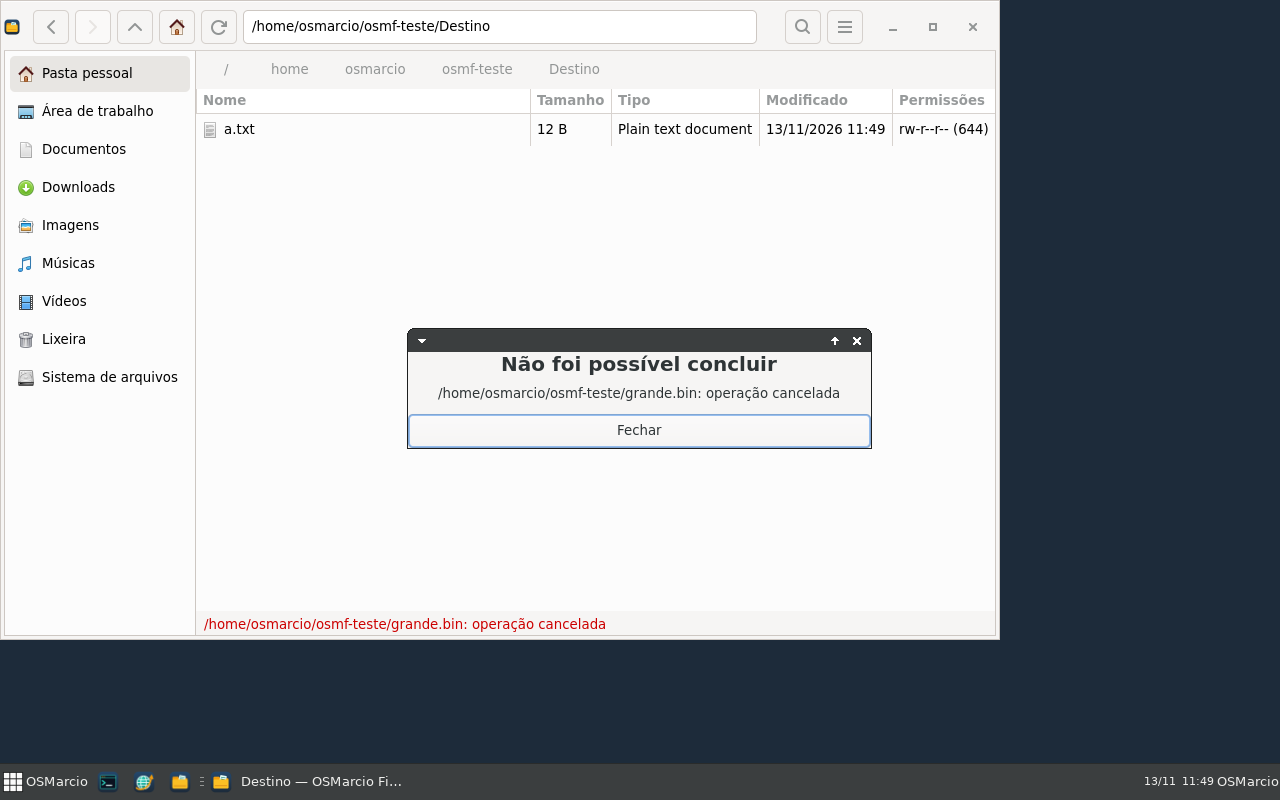 /home/osmarcio/osmf-teste/Destino
Pasta pessoal
Área de trabalho
Documentos
Downloads
Imagens
Músicas
Vídeos
Lixeira
Sistema de arquivos
/ home osmarcio osmf-teste Destino
Nome Tamanho Tipo Modificado Permissões
a.txt 12 B Plain text document 13/11/2026 11:49 rw-r--r-- (644)
Não foi possível concluir
/home/osmarcio/osmf-teste/grande.bin: operação cancelada
Fechar
/home/osmarcio/osmf-teste/grande.bin: operação cancelada
OSMarcio Destino — OSMarcio Fi... 13/11 11:49 OSMarcio